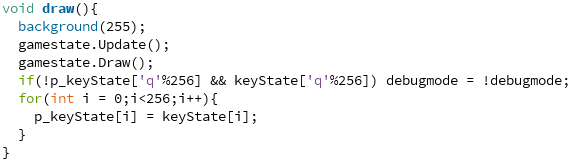 void draw(){
  background(255);
  gamestate.Update();
  gamestate.Draw();
  if(!p_keyState['q'%256] && keyState['q'%256]) debugmode = !debugmode;
  for(int i = 0;i<256;i++){
    p_keyState[i] = keyState[i];
  }
}